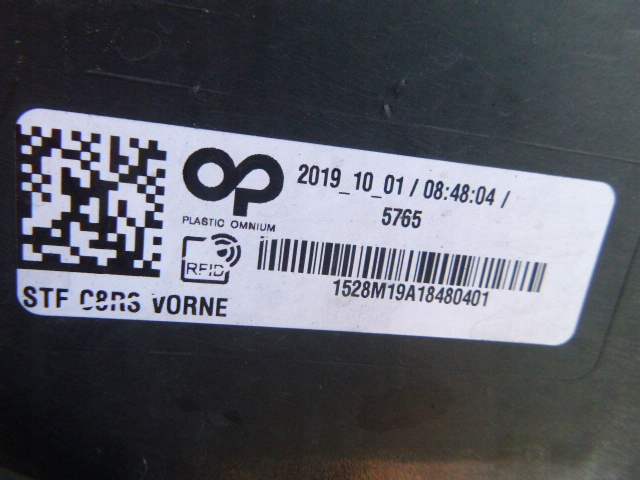 2019_10_01 / 08:48:04 /
5765
PLASTIC OMNIUM
RFID
1528M19A18480401
STF C8RS VORNE